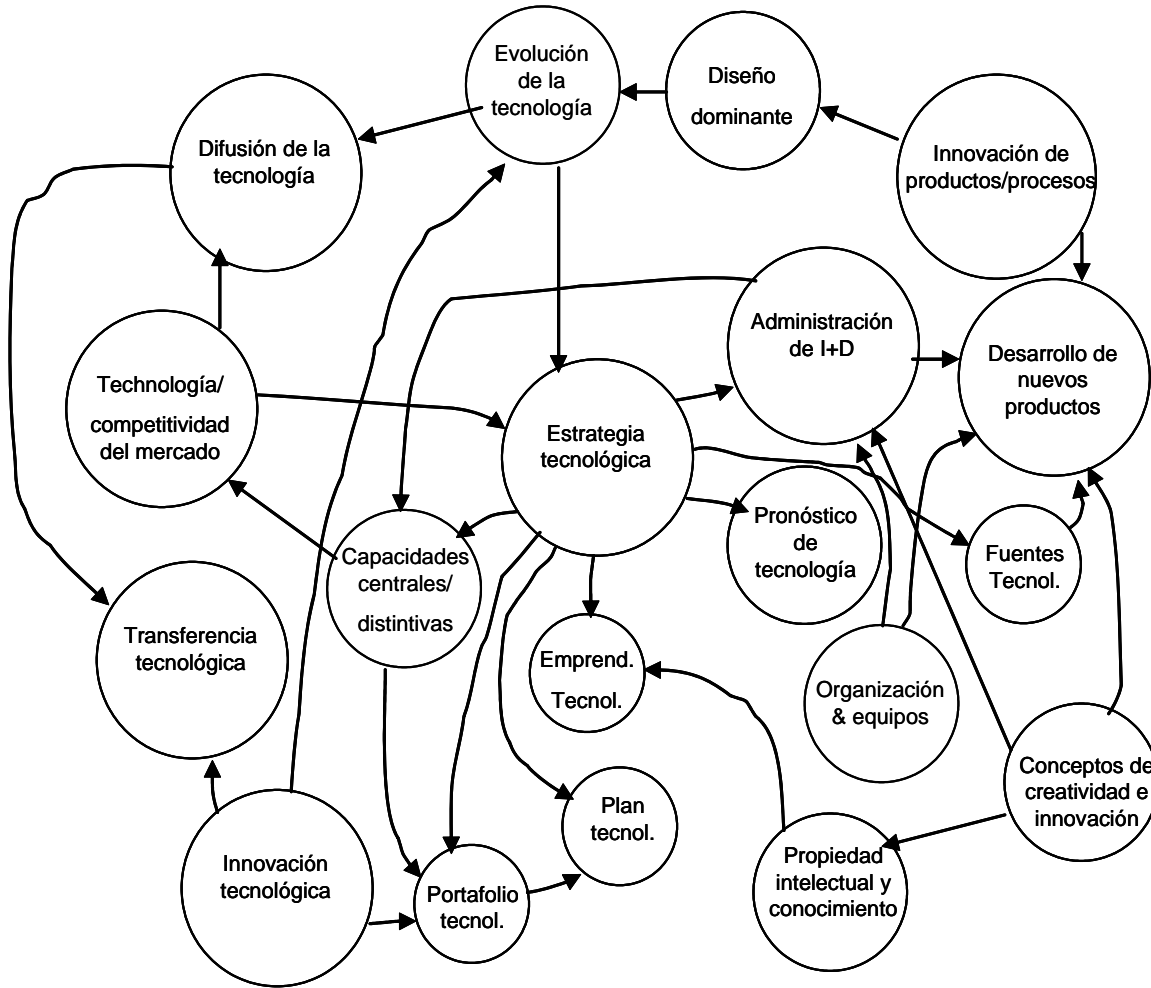 Evolución
de la
tecnología
Diseño
dominante
Difusión de la
tecnología
Innovación de
productos/procesos
Administración
de I+D
Desarrollo de
nuevos
productos
Technología/
competitividad
del mercado
Estrategia
tecnológica
Pronóstico
de
tecnología
Fuentes
Tecnol.
Capacidades
centrales/
distintivas
Transferencia
tecnológica
Emprend.
Tecnol.
Organización
& equipos
Conceptos de
creatividad e
innovación
Plan
tecnol.
Innovación
tecnológica
Portafolio
tecnol.
Propiedad
intelectual y
conocimiento